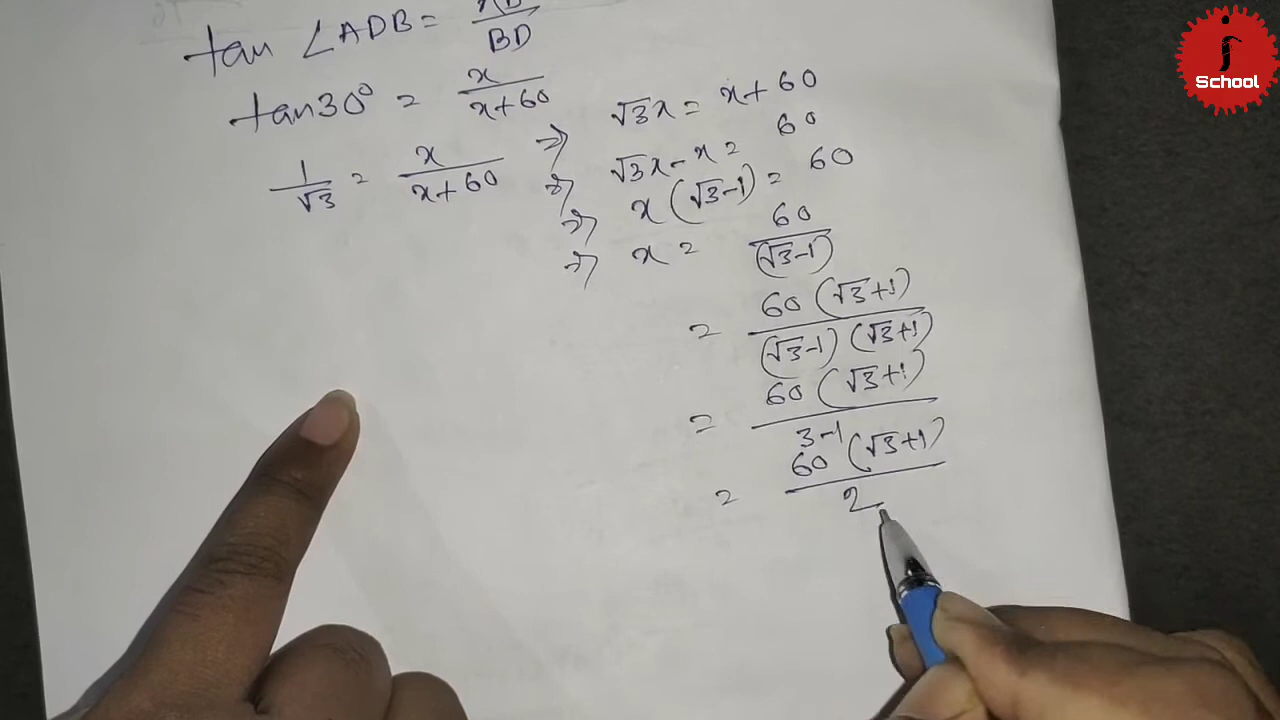 tan ∠ADB = AB/BD
tan30° = x/x+60
1/√3 = x/x+60
⇒ √3x = x+60
⇒ √3x-x = 60
⇒ x(√3-1) = 60
⇒ x = 60/(√3-1)
= 60(√3+1)/(√3-1)(√3+1)
= 60(√3+1)/3-1
= 60(√3+1)/2
School